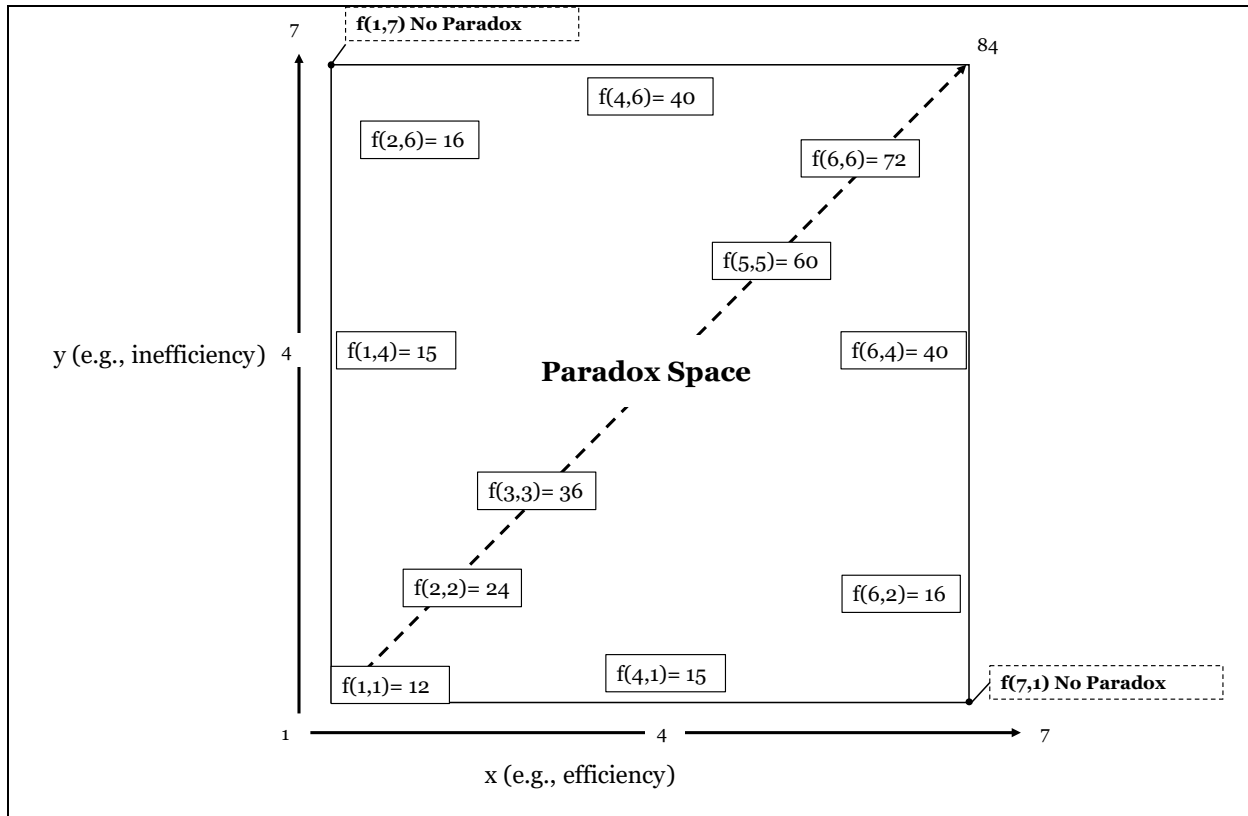 f(1,7) No Paradox
7
84
f(4,6)= 40
f(2,6)= 16
f(6,6)= 72
f(5,5)= 60
y (e.g., inefficiency)
4
f(1,4)= 15
f(6,4)= 40
Paradox Space
f(3,3)= 36
f(2,2)= 24
f(6,2)= 16
f(1,1)= 12
f(4,1)= 15
f(7,1) No Paradox
1
4
7
x (e.g., efficiency)